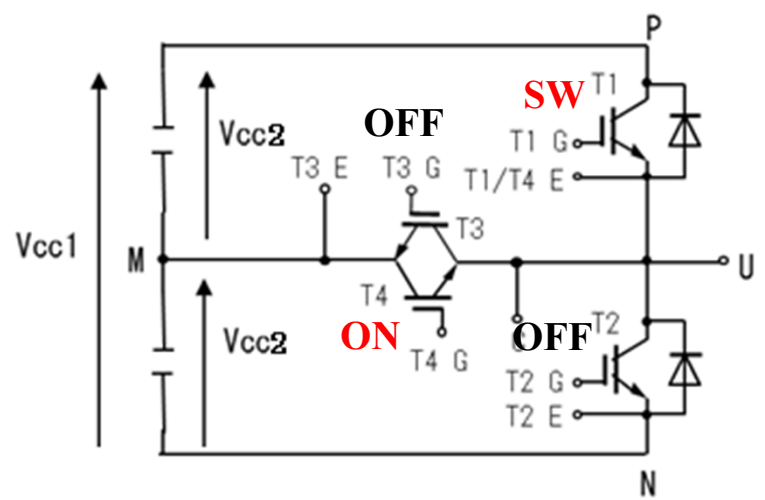 P
SW
T1
OFF
Vcc2
T1 G
T3 E
T3 G
T1/T4 E
T3
Vcc1
M
U
T4
ON
OFF
T2
Vcc2
T4 G
T2 G
T2 E
N